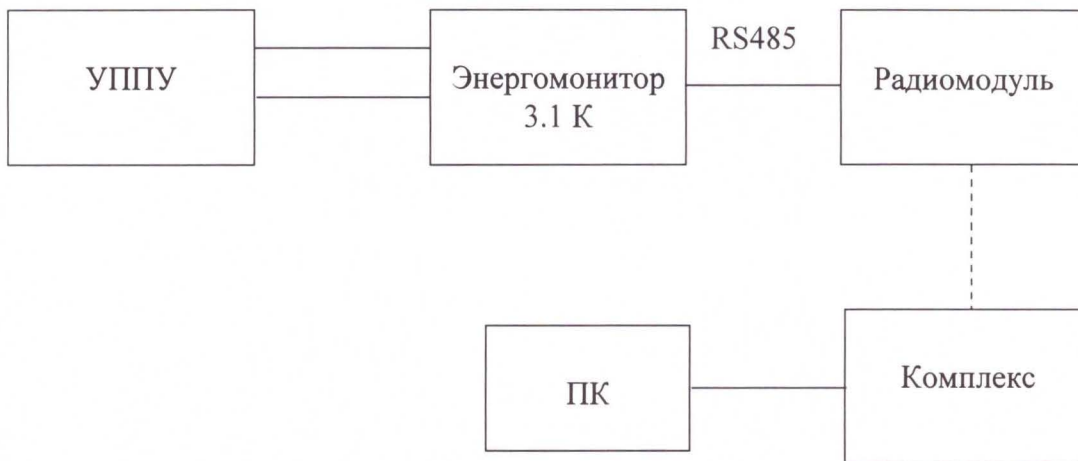 УППУ
Энергомонитор
3.1 К
RS485
Радиомодуль
ПК
Комплекс